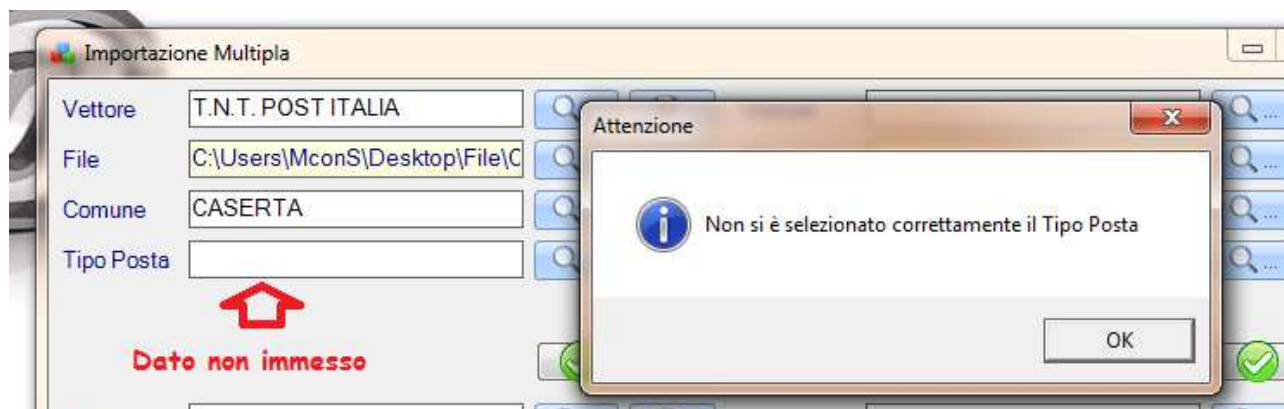 Importazione Multipla
Vettore T.N.T. POST ITALIA
Attenzione
File C:\Users\MconS\Desktop\File\C
Comune CASERTA
Non si è selezionato correttamente il Tipo Posta
Tipo Posta
Dato non immesso
OK